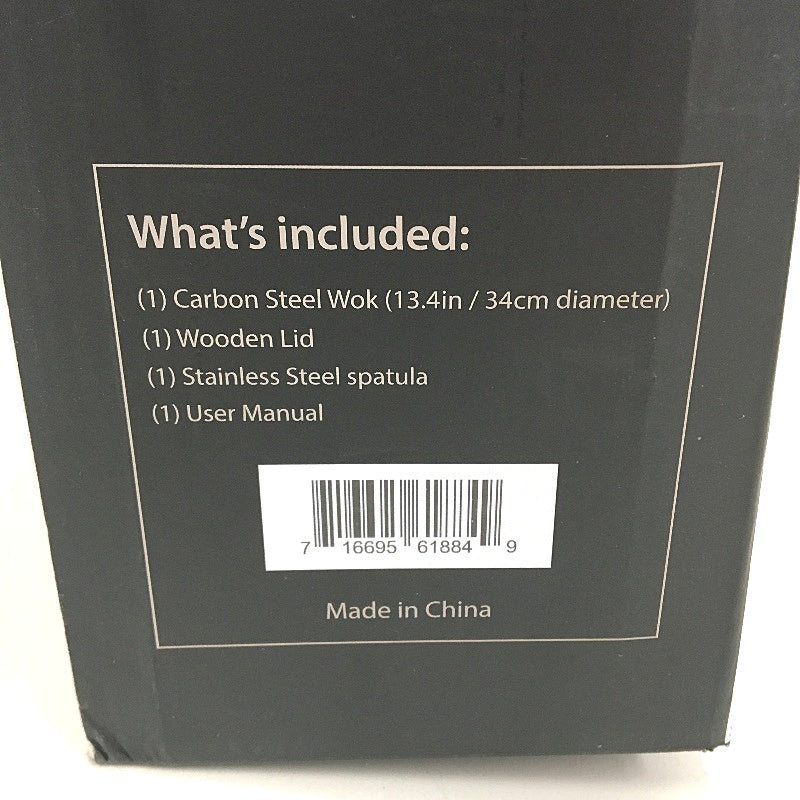 What's included:
(1) Carbon Steel Wok (13.4in / 34cm diameter)
(1) Wooden Lid
(1) Stainless Steel spatula
(1) User Manual
7 16695 61884 9
Made in China